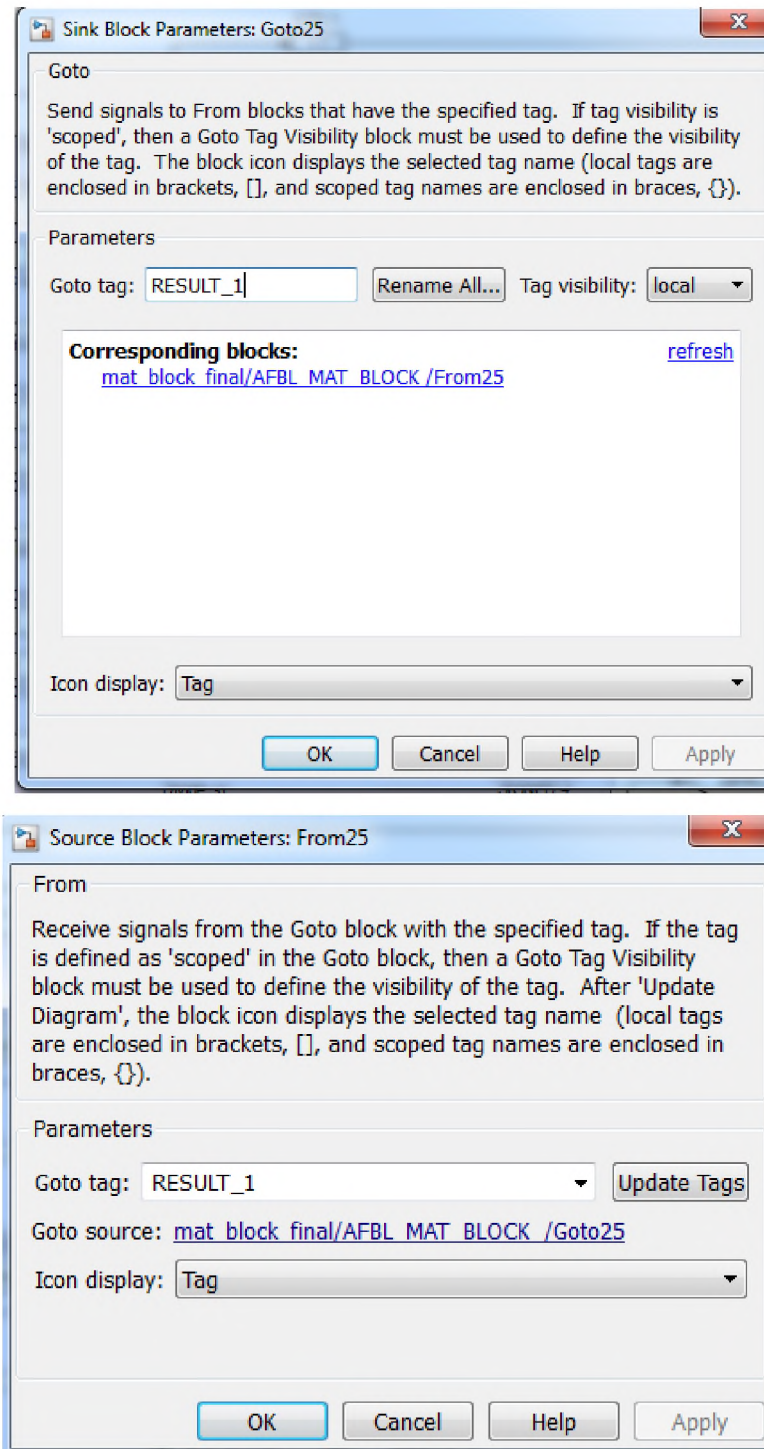 Sink Block Parameters: Goto25
Goto
Send signals to From blocks that have the specified tag. If tag visibility is
'scoped', then a Goto Tag Visibility block must be used to define the visibility
of the tag. The block icon displays the selected tag name (local tags are
enclosed in brackets, [], and scoped tag names are enclosed in braces, {}).
Parameters
Goto tag: RESULT_1 Rename All... Tag visibility: local
Corresponding blocks: refresh
mat_block_final/AFBL_MAT_BLOCK /From25
Icon display: Tag
OK Cancel Help Apply
Source Block Parameters: From25
From
Receive signals from the Goto block with the specified tag. If the tag
is defined as 'scoped' in the Goto block, then a Goto Tag Visibility
block must be used to define the visibility of the tag. After 'Update
Diagram', the block icon displays the selected tag name (local tags
are enclosed in brackets, [], and scoped tag names are enclosed in
braces, {}).
Parameters
Goto tag: RESULT_1 Update Tags
Goto source: mat_block_final/AFBL_MAT_BLOCK /Goto25
Icon display: Tag
OK Cancel Help Apply